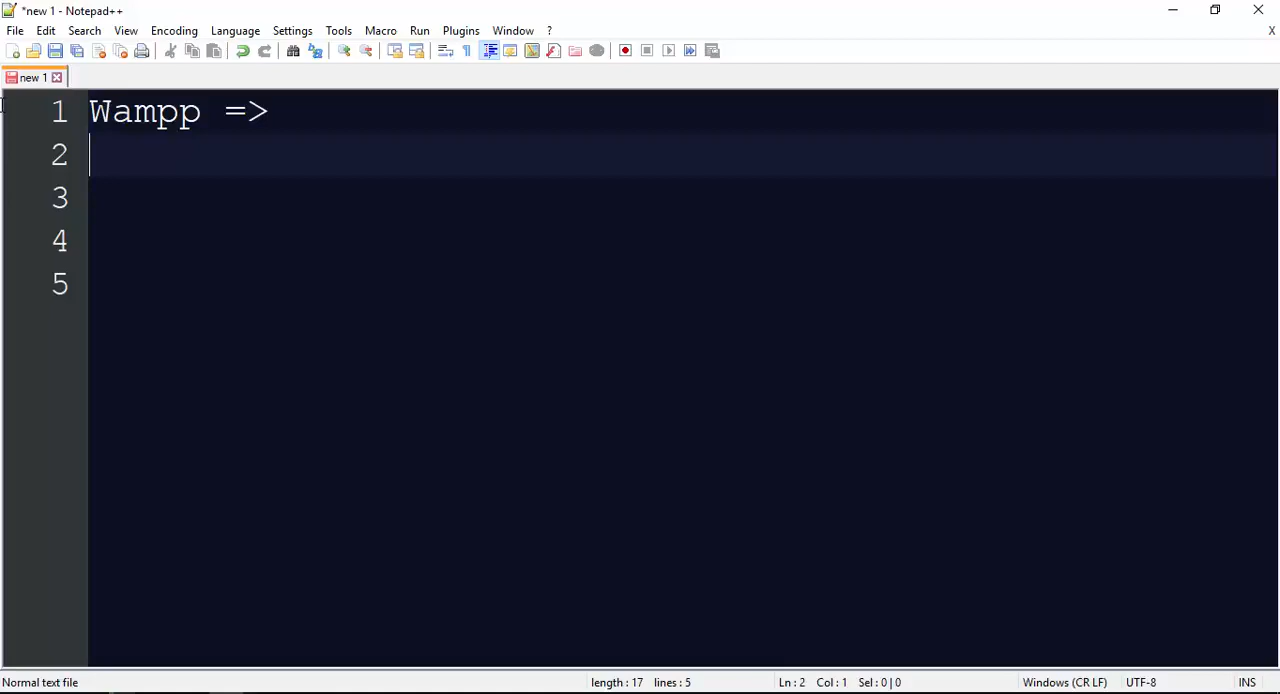 *new 1 - Notepad++
File Edit Search View Encoding Language Settings Tools Macro Run Plugins Window ? X
new 1
1 Wampp =>
2
3
4
5
Normal text file length : 17 lines : 5 Ln : 2 Col : 1 Sel : 0 | 0 Windows (CR LF) UTF-8 INS